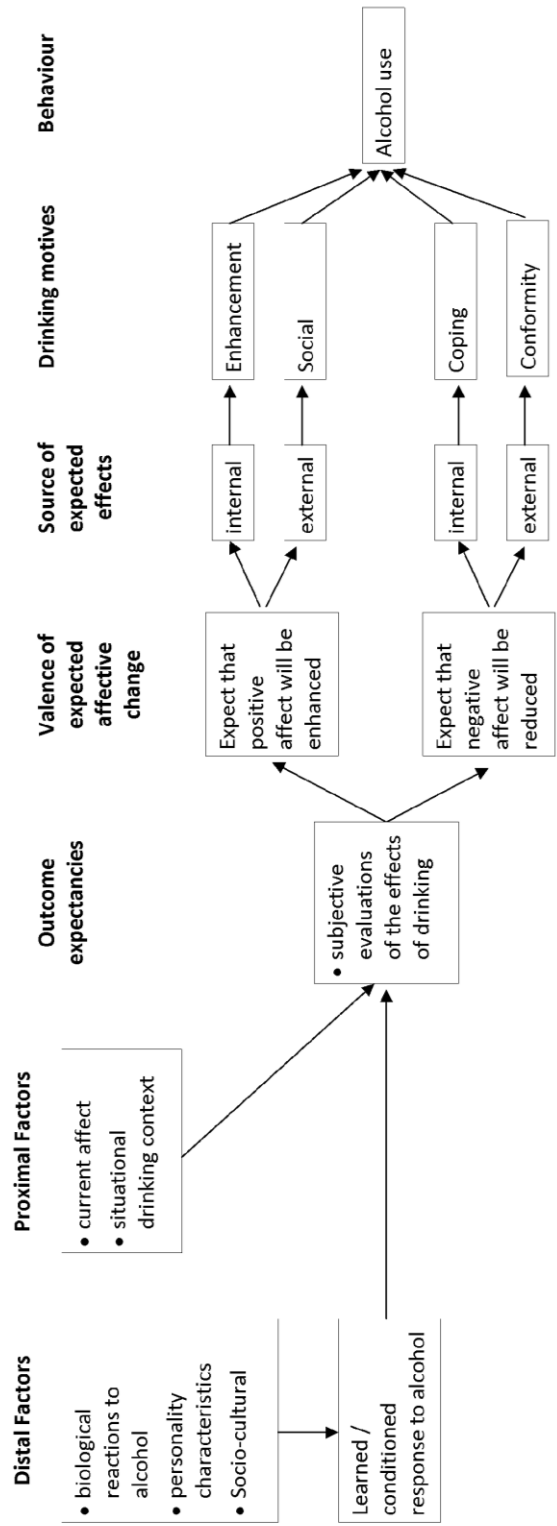 Distal Factors
• biological
reactions to
alcohol
• personality
characteristics
• Socio-cultural
Learned /
conditioned
response to alcohol
Proximal Factors
• current affect
• situational
drinking context
Outcome
expectancies
• subjective
evaluations
of the effects
of drinking
Valence of
expected
affective
change
Expect that
positive
affect will be
enhanced
Expect that
negative
affect will be
reduced
Source of
expected
effects
internal
external
internal
external
Drinking motives
Enhancement
Social
Coping
Conformity
Behaviour
Alcohol use